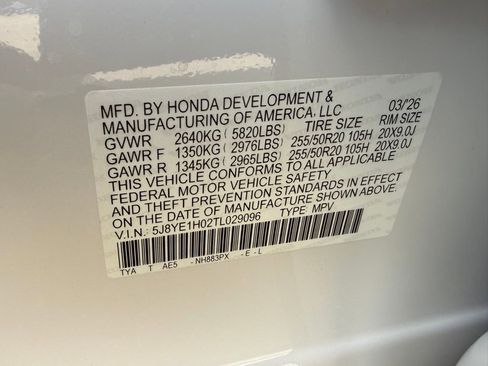 MFD. BY HONDA DEVELOPMENT & 03/26
MANUFACTURING OF AMERICA, LLC
GVWR 2640KG (5820LBS) TIRE SIZE RIM SIZE
GAWR F 1350KG (2976LBS) 255/50R20 105H 20X9.0J
GAWR R 1345KG (2965LBS) 255/50R20 105H 20X9.0J
THIS VEHICLE CONFORMS TO ALL APPLICABLE
FEDERAL MOTOR VEHICLE SAFETY
AND THEFT PREVENTION STANDARDS IN EFFECT
ON THE DATE OF MANUFACTURE SHOWN ABOVE.
V.I.N.: 5J8YE1H02TL029096 TYPE: MPV
TYA T AE5 -NH883PX -E-L